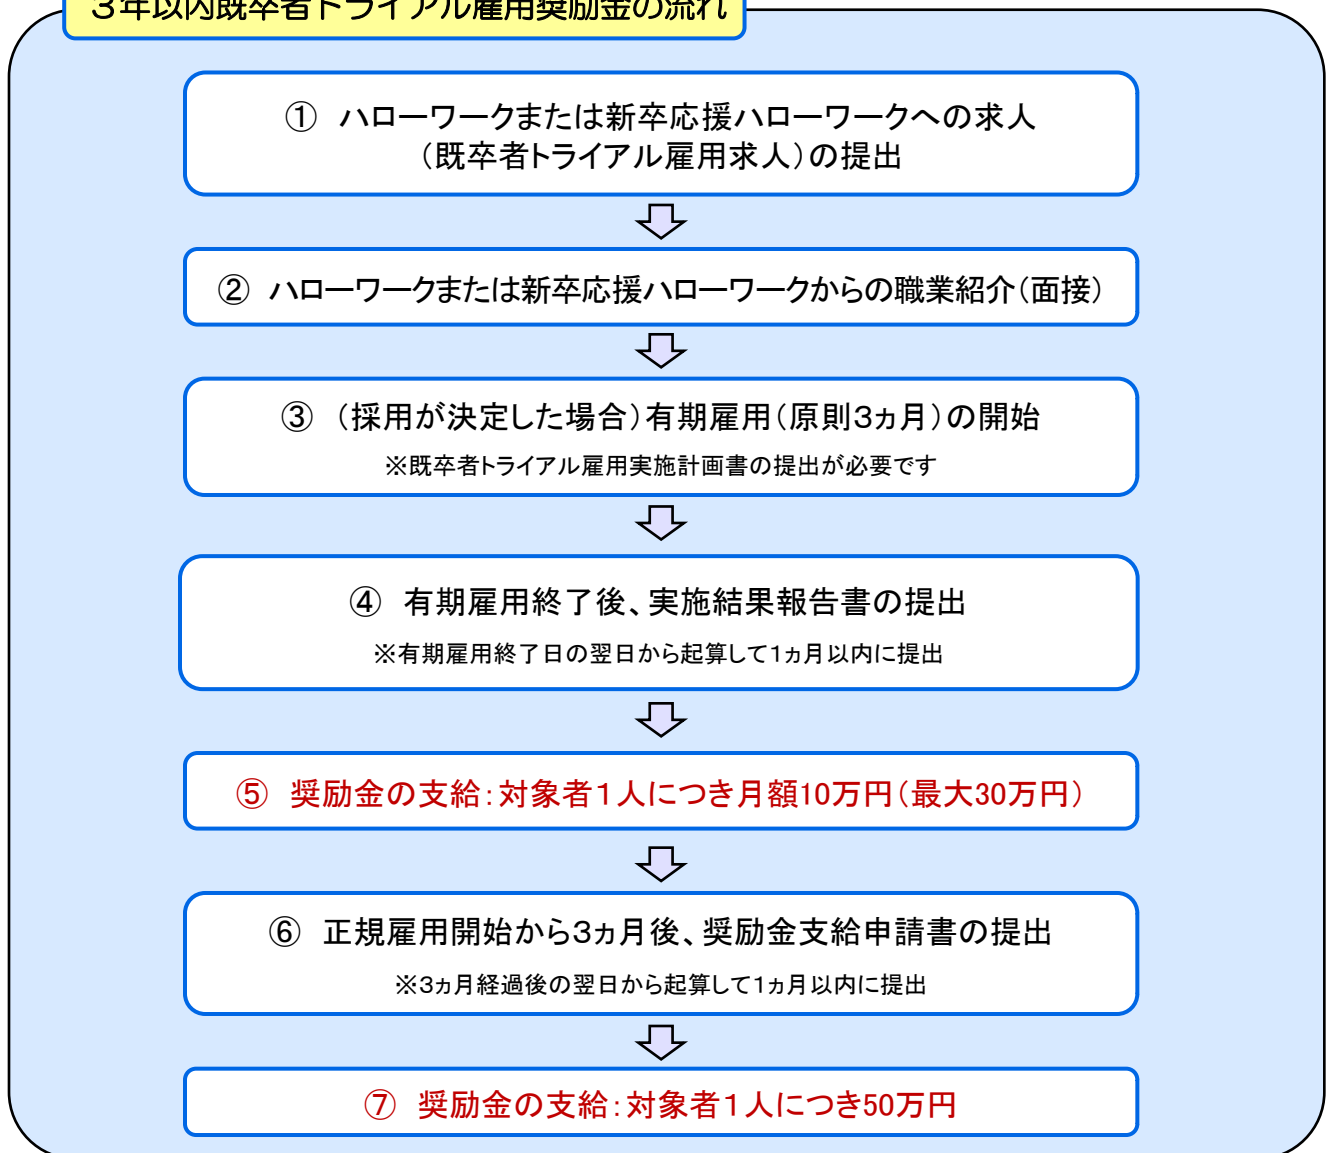 ３年以内既卒者トライアル雇用奨励金の流れ
① ハローワークまたは新卒応援ハローワークへの求人
（既卒者トライアル雇用求人）の提出
② ハローワークまたは新卒応援ハローワークからの職業紹介（面接）
③ （採用が決定した場合）有期雇用（原則３ヵ月）の開始
※既卒者トライアル雇用実施計画書の提出が必要です
④ 有期雇用終了後、実施結果報告書の提出
※有期雇用終了日の翌日から起算して１ヵ月以内に提出
⑤ 奨励金の支給：対象者１人につき月額10万円（最大30万円）
⑥ 正規雇用開始から３ヵ月後、奨励金支給申請書の提出
※３ヵ月経過後の翌日から起算して１ヵ月以内に提出
⑦ 奨励金の支給：対象者１人につき50万円